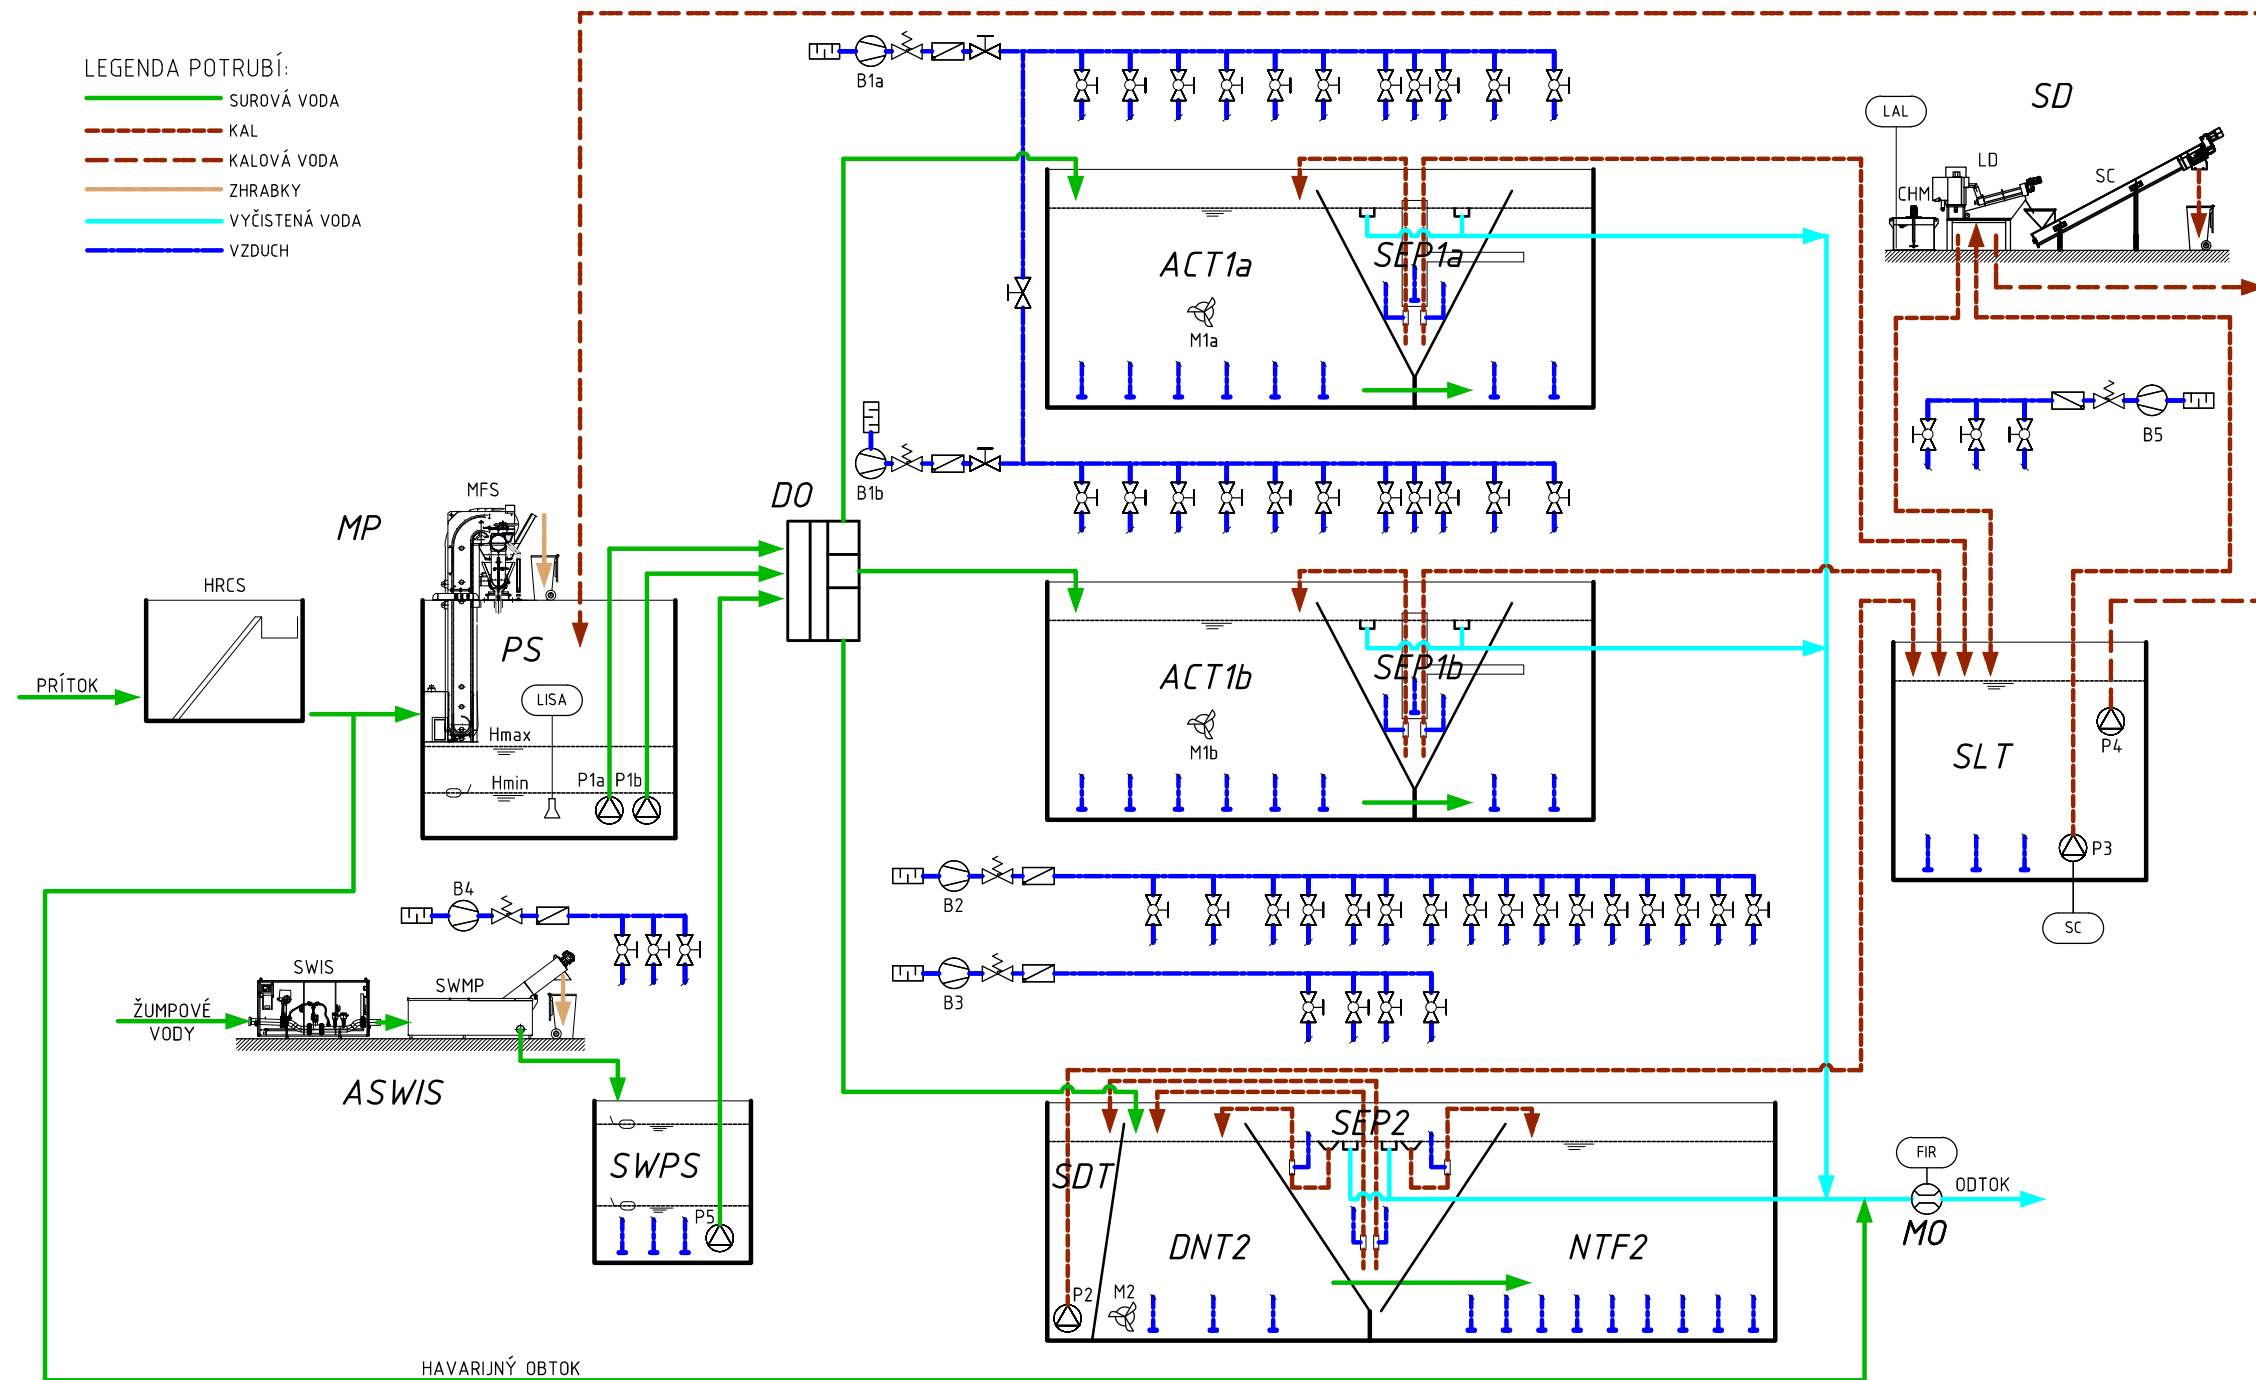 LEGENDA POTRUBÍ:
SUROVÁ VODA
KAL
KALOVÁ VODA
ZHRABKY
VYČISTENÁ VODA
VZDUCH
B1a
SD
LAL
LD
SC
CHM
ACT1a
SEP1a
M1a
B5
B1b
DO
MFS
MP
HRCS
PS
PRÍTOK
LISA
Hmax
Hmin
P1a
P1b
ACT1b
SEP1b
M1b
SLT
P4
P3
SC
B4
B2
B3
SWIS
SWMP
ŽUMPOVÉ
VODY
ASWIS
SWPS
P5
SEP2
SDT
DNT2
NTF2
P2
M2
FIR
ODTOK
MO
HAVARIJNÝ OBTOK